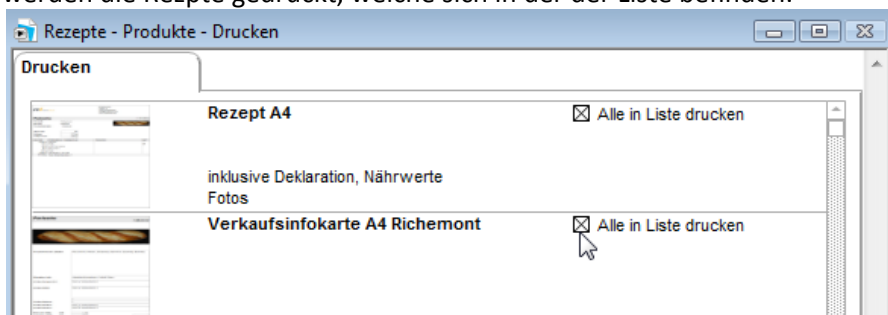 werden die Rezpte gedruckt, welche sich in der der Liste befinden.
Rezepte - Produkte - Drucken
Drucken
Rezept A4
Alle in Liste drucken
inklusive Deklaration, Nährwerte
Fotos
Verkaufsinfokarte A4 Richemont
Alle in Liste drucken